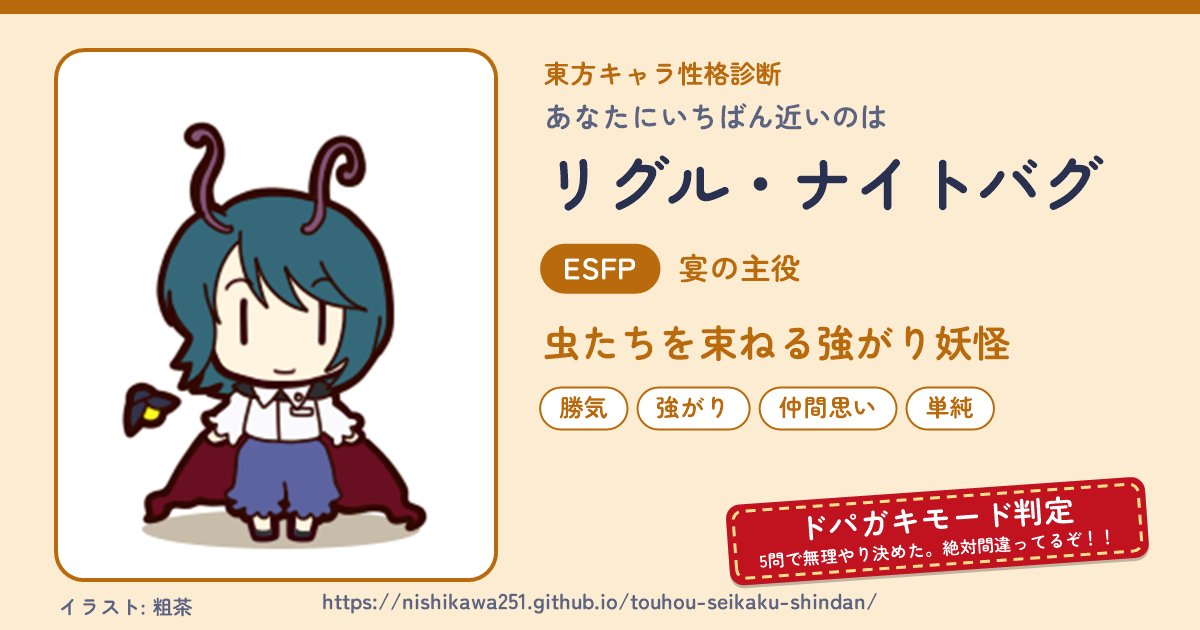 東方キャラ性格診断
あなたにいちばん近いのは
リグル・ナイトバグ
ESFP 宴の主役
虫たちを束ねる強がり妖怪
勝気 強がり 仲間思い 単純
ドパガキモード判定
5問で無理やり決めた。絶対間違ってるぞ！！
イラスト: 粗茶
https://nishikawa251.github.io/touhou-seikaku-shindan/